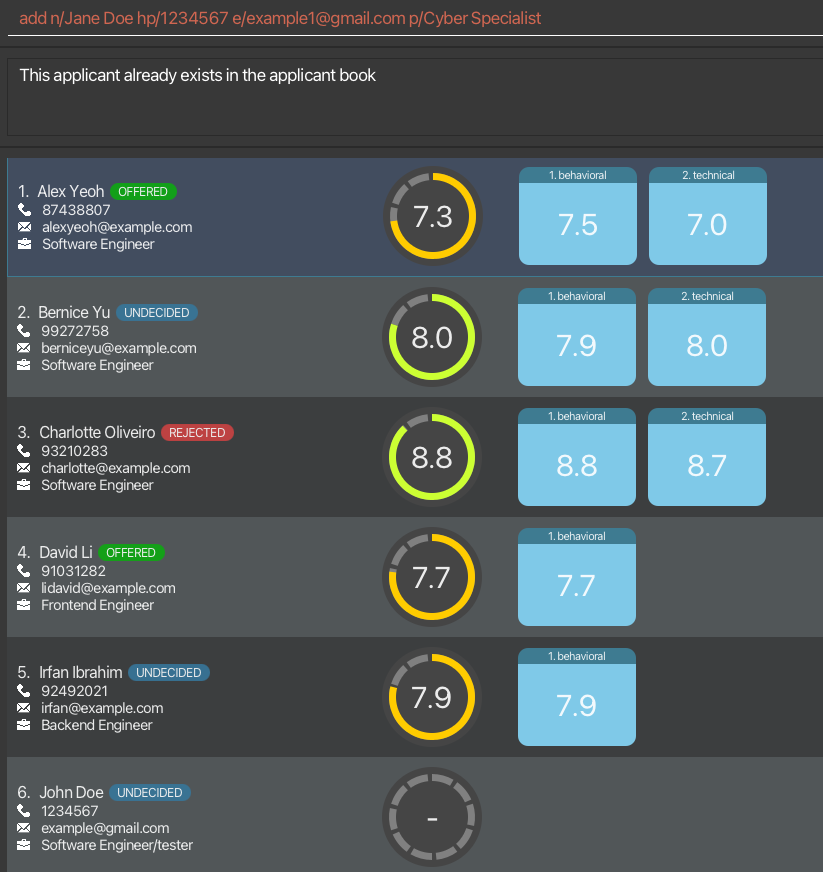 add n/Jane Doe hp/1234567 e/example1@gmail.com p/Cyber Specialist
This applicant already exists in the applicant book
1. Alex Yeoh OFFERED
87438807
alexyeoh@example.com
Software Engineer
7.3
1. behavioral
7.5
2. technical
7.0
2. Bernice Yu UNDECIDED
99272758
berniceyu@example.com
Software Engineer
8.0
1. behavioral
7.9
2. technical
8.0
3. Charlotte Oliveiro REJECTED
93210283
charlotte@example.com
Software Engineer
8.8
1. behavioral
8.8
2. technical
8.7
4. David Li OFFERED
91031282
lidavid@example.com
Frontend Engineer
7.7
1. behavioral
7.7
5. Irfan Ibrahim UNDECIDED
92492021
irfan@example.com
Backend Engineer
7.9
1. behavioral
7.9
6. John Doe UNDECIDED
1234567
example@gmail.com
Software Engineer/tester
-